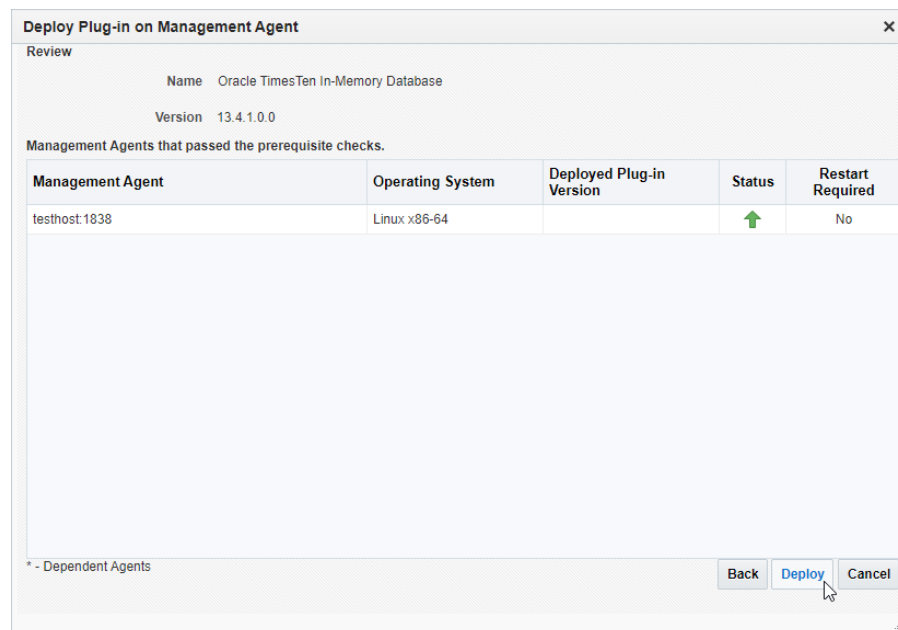 Deploy Plug-in on Management Agent
Review
Name Oracle TimesTen In-Memory Database
Version 13.4.1.0.0
Management Agents that passed the prerequisite checks.
Management Agent Operating System Deployed Plug-in Version Status Restart Required
testhost:1838 Linux x86-64 No
* - Dependent Agents
Back Deploy Cancel